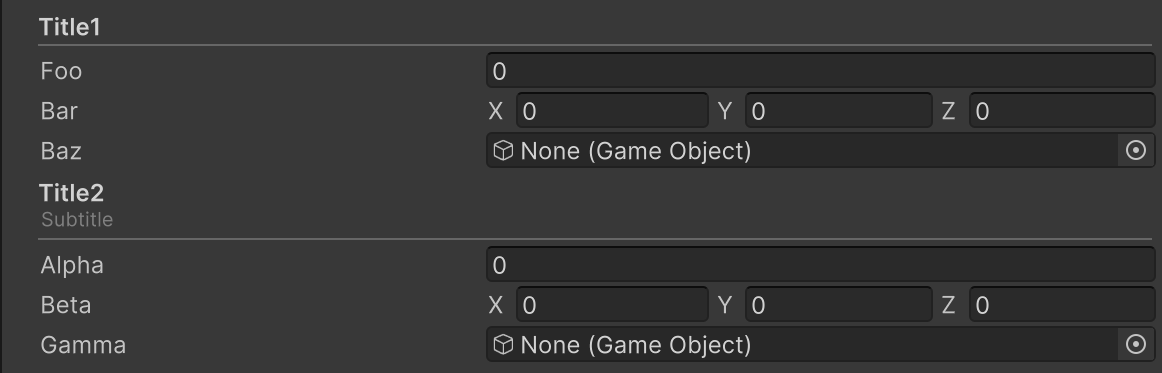 Title1
Foo 0
Bar X 0 Y 0 Z 0
Baz None (Game Object)
Title2
Subtitle
Alpha 0
Beta X 0 Y 0 Z 0
Gamma None (Game Object)